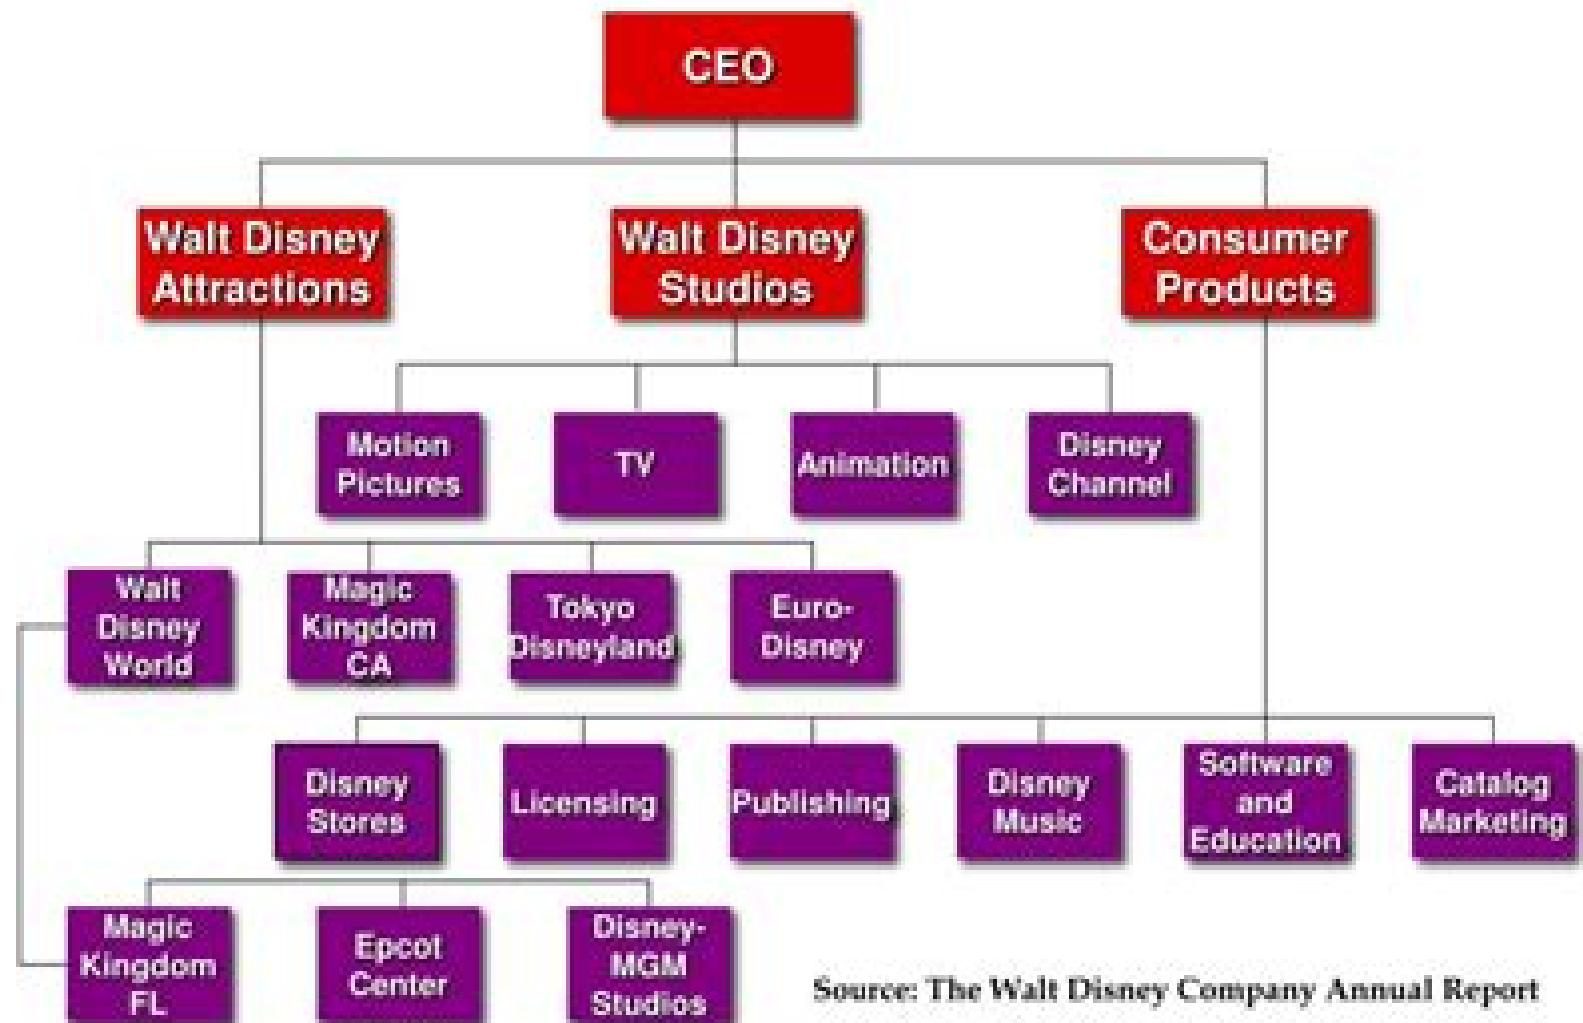 CEO
Walt Disney
Attractions
Walt Disney
Studios
Consumer
Products
Motion
Pictures
TV
Animation
Disney
Channel
Walt
Disney
World
Magic
Kingdom
CA
Tokyo
Disneyland
Euro-
Disney
Disney
Stores
Licensing
Publishing
Disney
Music
Software
and
Education
Catalog
Marketing
Magic
Kingdom
FL
Epcot
Center
Disney-
MGM
Studios
Source: The Walt Disney Company Annual Report